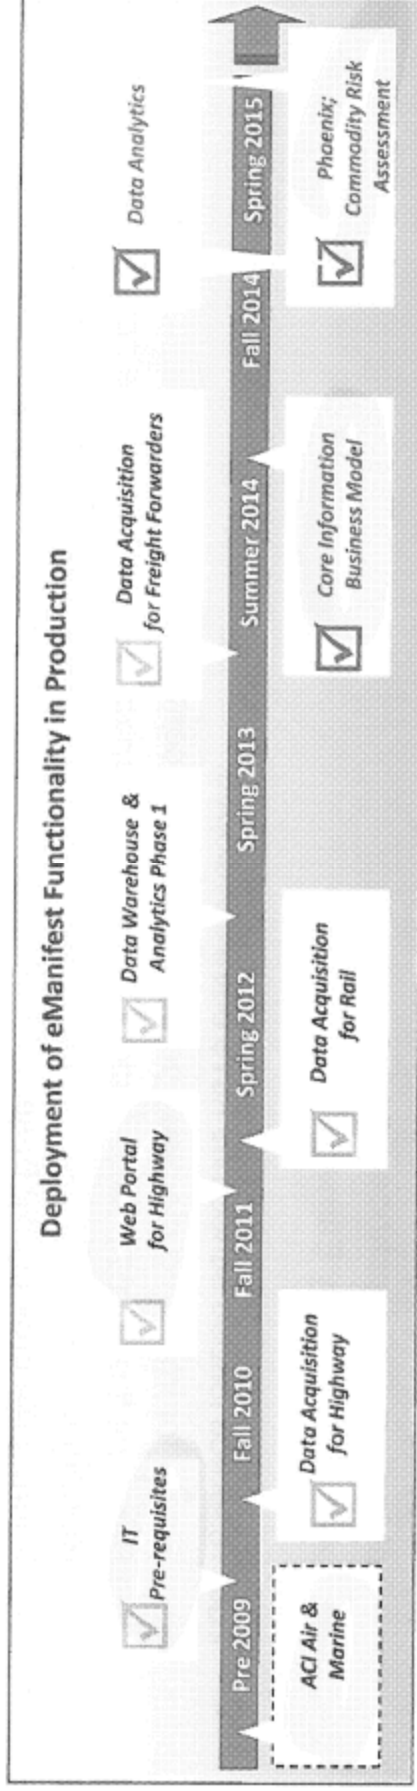 Deployment of eManifest Functionality in Production
IT
Pre-requisites
Web Portal
for Highway
Data Warehouse &
Analytics Phase 1
Data Acquisition
for Freight Forwarders
Data Analytics
Pre 2009
Fall 2010
Fall 2011
Spring 2012
Spring 2013
Summer 2014
Fall 2014
Spring 2015
ACI Air &
Marine
Data Acquisition
for Highway
Data Acquisition
for Rail
Core Information
Business Model
Phoenix;
Commodity Risk
Assessment